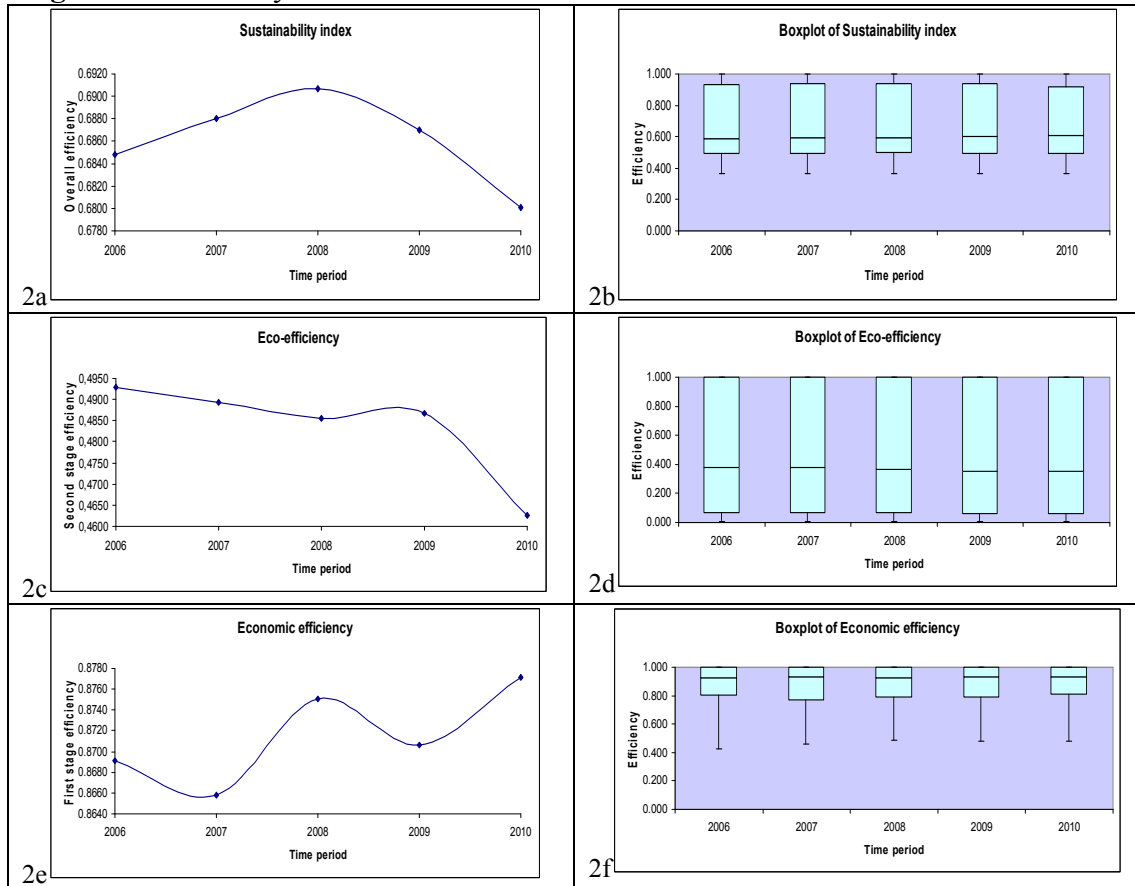 Sustainability index
Overall efficiency
0.6920
0.6900
0.6880
0.6860
0.6840
0.6820
0.6800
0.6780
2006 2007 2008 2009 2010
Time period
2a
Boxplot of Sustainability index
Efficiency
1.000
0.800
0.600
0.400
0.200
0.000
2006 2007 2008 2009 2010
Time period
2b
Eco-efficiency
Second stage efficiency
0,4950
0,4900
0,4850
0,4800
0,4750
0,4700
0,4650
0,4600
2006 2007 2008 2009 2010
Time period
2c
Boxplot of Eco-efficiency
Efficiency
1.000
0.800
0.600
0.400
0.200
0.000
2006 2007 2008 2009 2010
Time period
2d
Economic efficiency
First stage efficiency
0.8780
0.8760
0.8740
0.8720
0.8700
0.8680
0.8660
0.8640
2006 2007 2008 2009 2010
Time period
2e
Boxplot of Economic efficiency
Efficiency
1.000
0.800
0.600
0.400
0.200
0.000
2006 2007 2008 2009 2010
Time period
2f